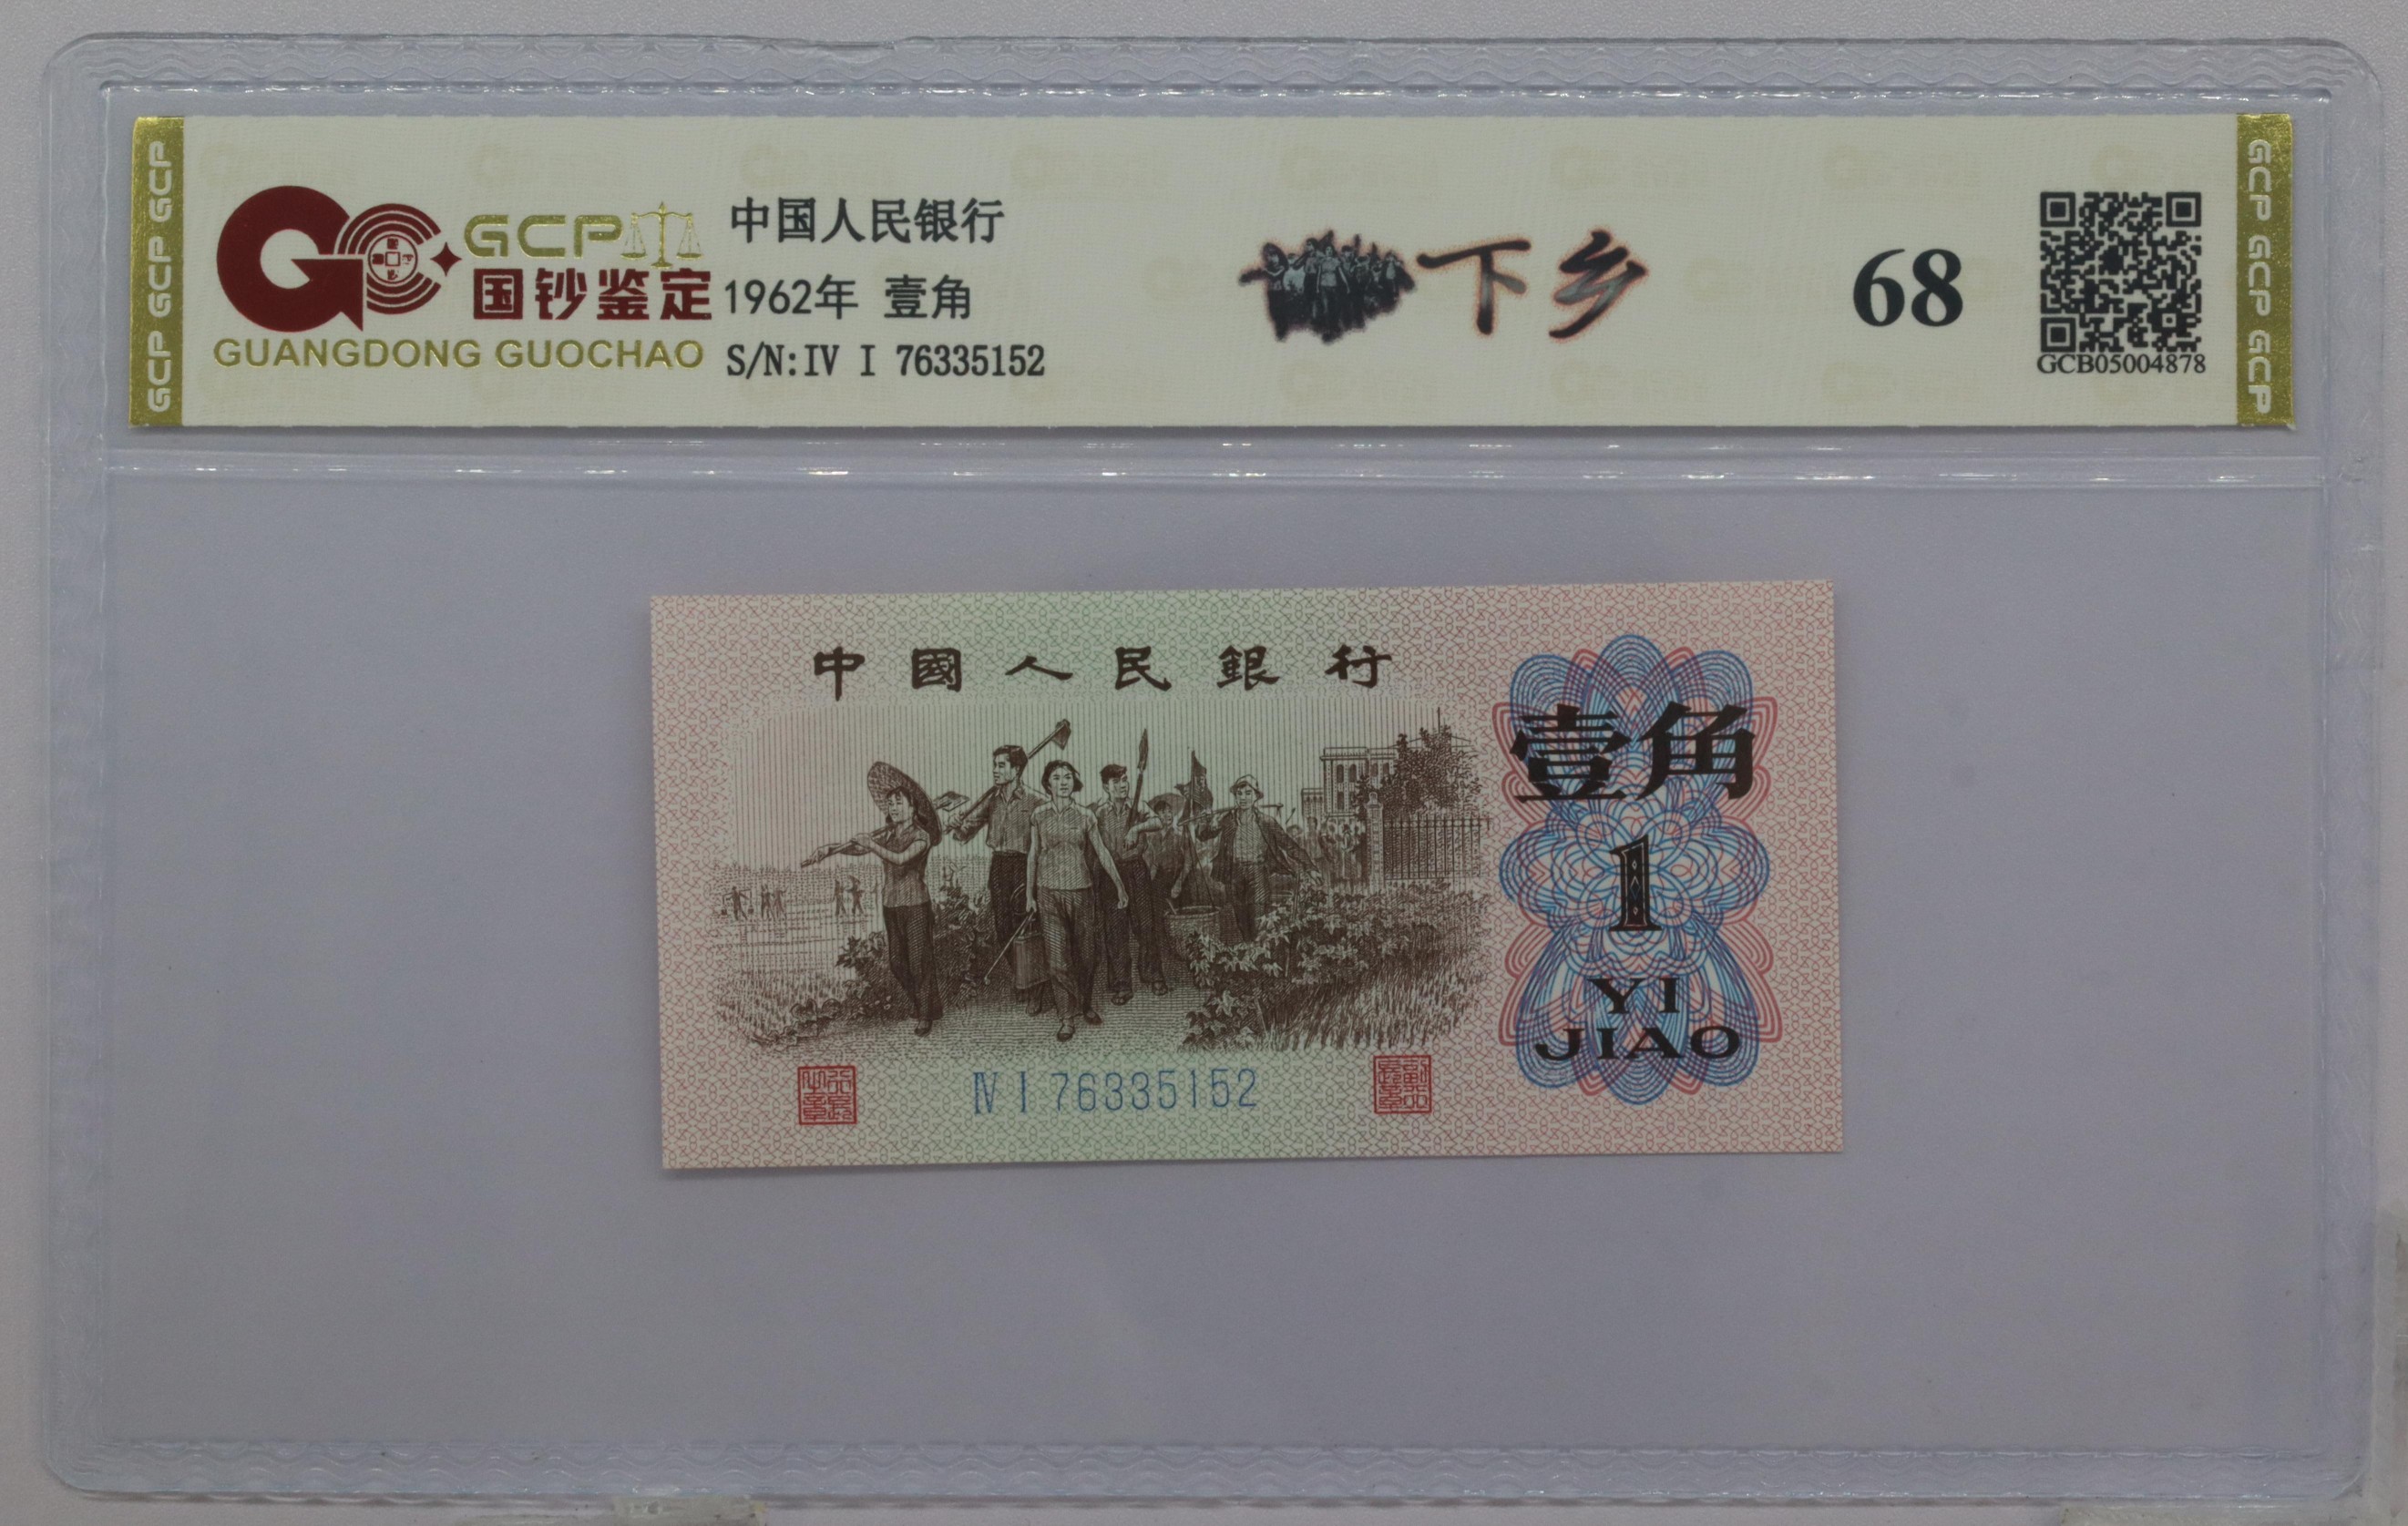 GCP GCP GCP
GCP
国钞鉴定
GUANGDONG GUOCHAO
中国人民银行
1962年 壹角
S/N:IV I 76335152
下乡
68
GCB05004878
GCP GCP GCP
中國人民銀行
壹角
1
YI
JIAO
Ⅳ Ⅰ 76335152